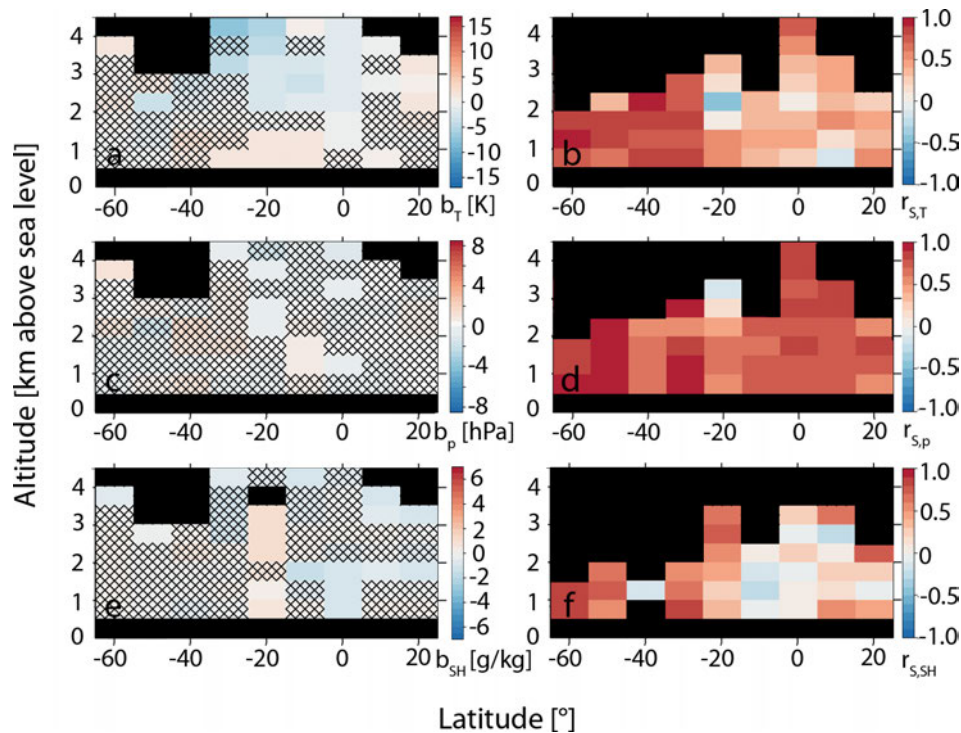 4 15 4 1.0
3 10 3 0.5
5
2 0 2 0
-5
1 a -10 1 b -0.5
-15
0 0 -1.0
-60 -40 -20 0 20 b_T [K] -60 -40 -20 0 20 r_S,T
4 8 4 1.0
3 4 3 0.5
2 0 2 0
1 c -4 1 d -0.5
0 -8 0 -1.0
-60 -40 -20 0 20 b_p [hPa] -60 -40 -20 0 20 r_S,p
4 6 4 1.0
3 4 3 0.5
2
2 0 2 0
-2
1 e -4 1 f -0.5
0 -6 0 -1.0
-60 -40 -20 0 20 b_SH [g/kg] -60 -40 -20 0 20 r_S,SH
Altitude [km above sea level]
Latitude [°]